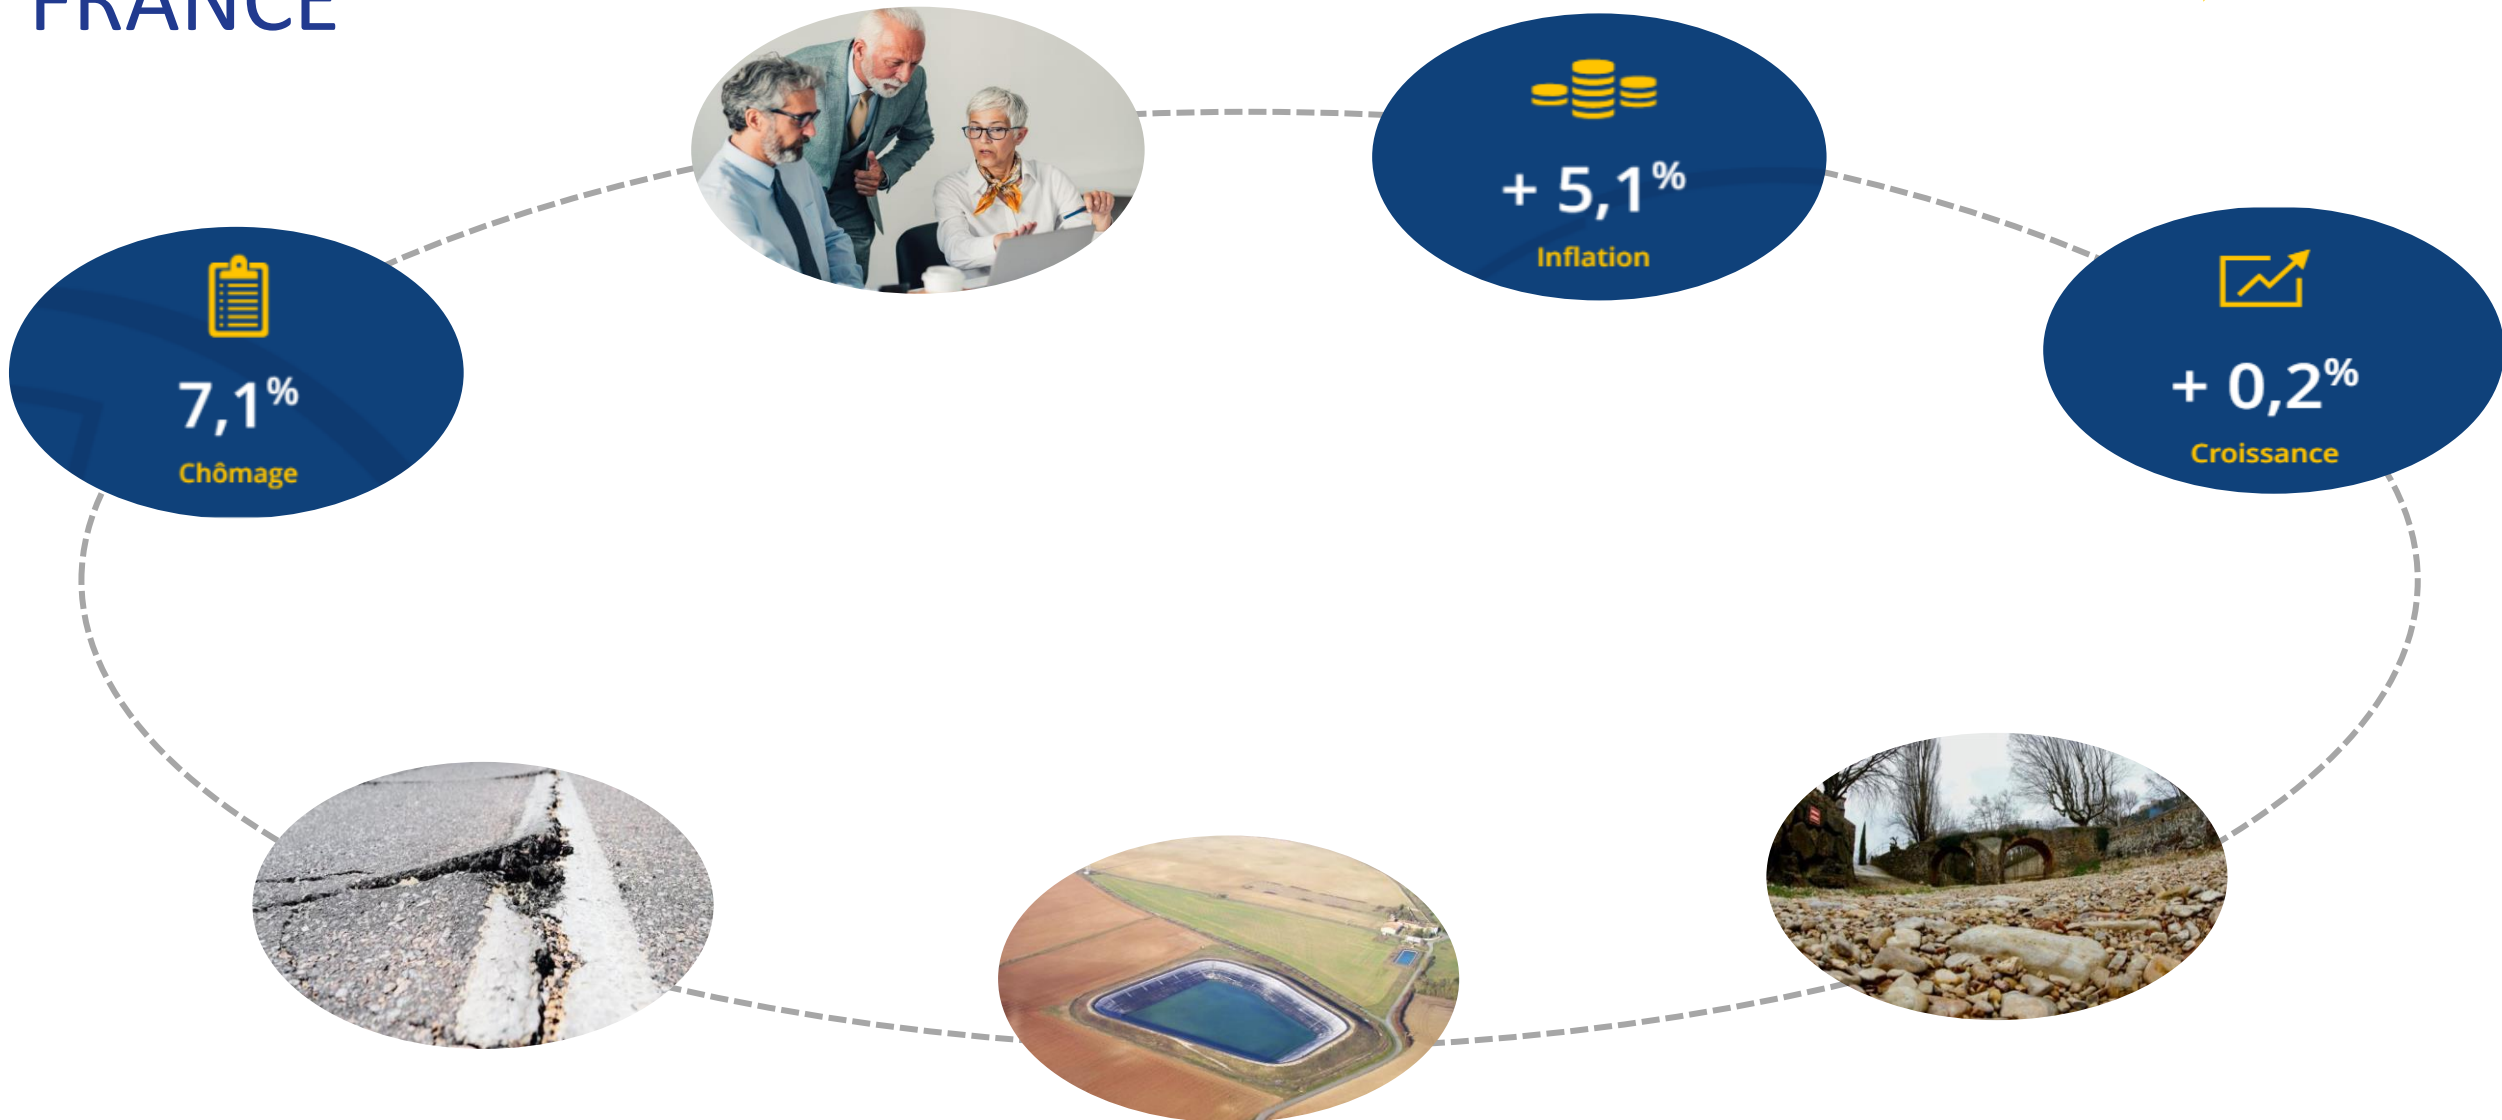 FRANCE
+ 5,1%
Inflation
+ 0,2%
Croissance
7,1%
Chômage